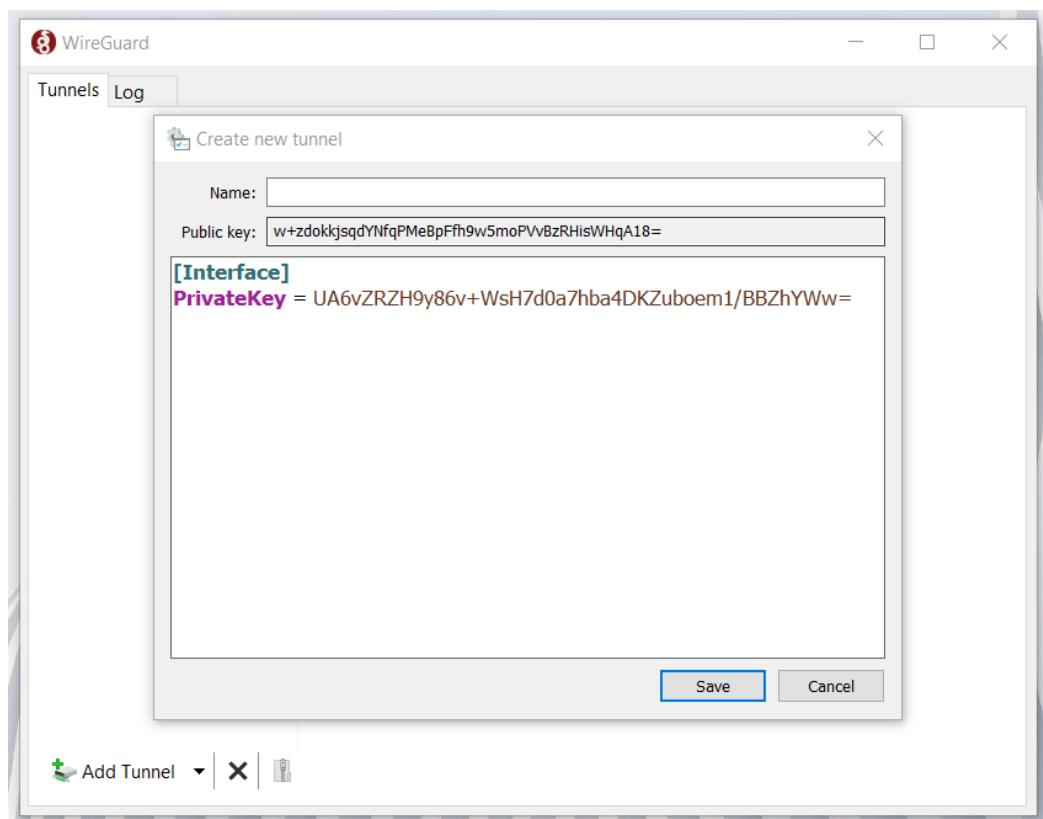 WireGuard
Tunnels Log
Create new tunnel
Name:
Public key: w+zdokkjsqdYNfqPMeBpFfh9w5moPVvBzRHisWHqA18=
[Interface]
PrivateKey = UA6vZRZH9y86v+WsH7d0a7hba4DKZuboem1/BBZhYWw=
Save Cancel
Add Tunnel